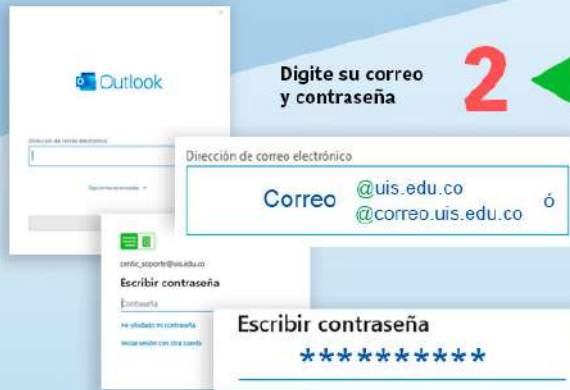 Outlook
Digite su correo
y contraseña
2
Dirección de correo electrónico
Dirección de correo electrónico
Correo @uis.edu.co
@correo.uis.edu.co ó
Opciones avanzadas
centic_soporte@uis.edu.co
Escribir contraseña
Contraseña
He olvidado mi contraseña
Iniciar sesión con otra cuenta
Escribir contraseña
**********